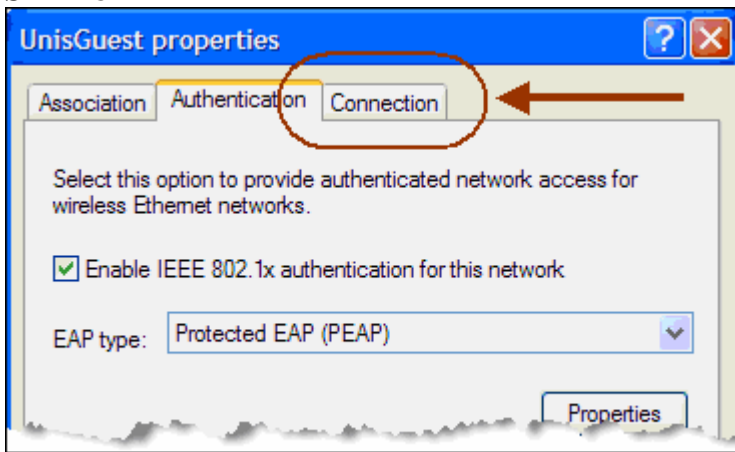 UnisGuest properties
Association Authentication Connection
Select this option to provide authenticated network access for
wireless Ethernet networks.
Enable IEEE 802.1x authentication for this network
EAP type: Protected EAP (PEAP)
Properties